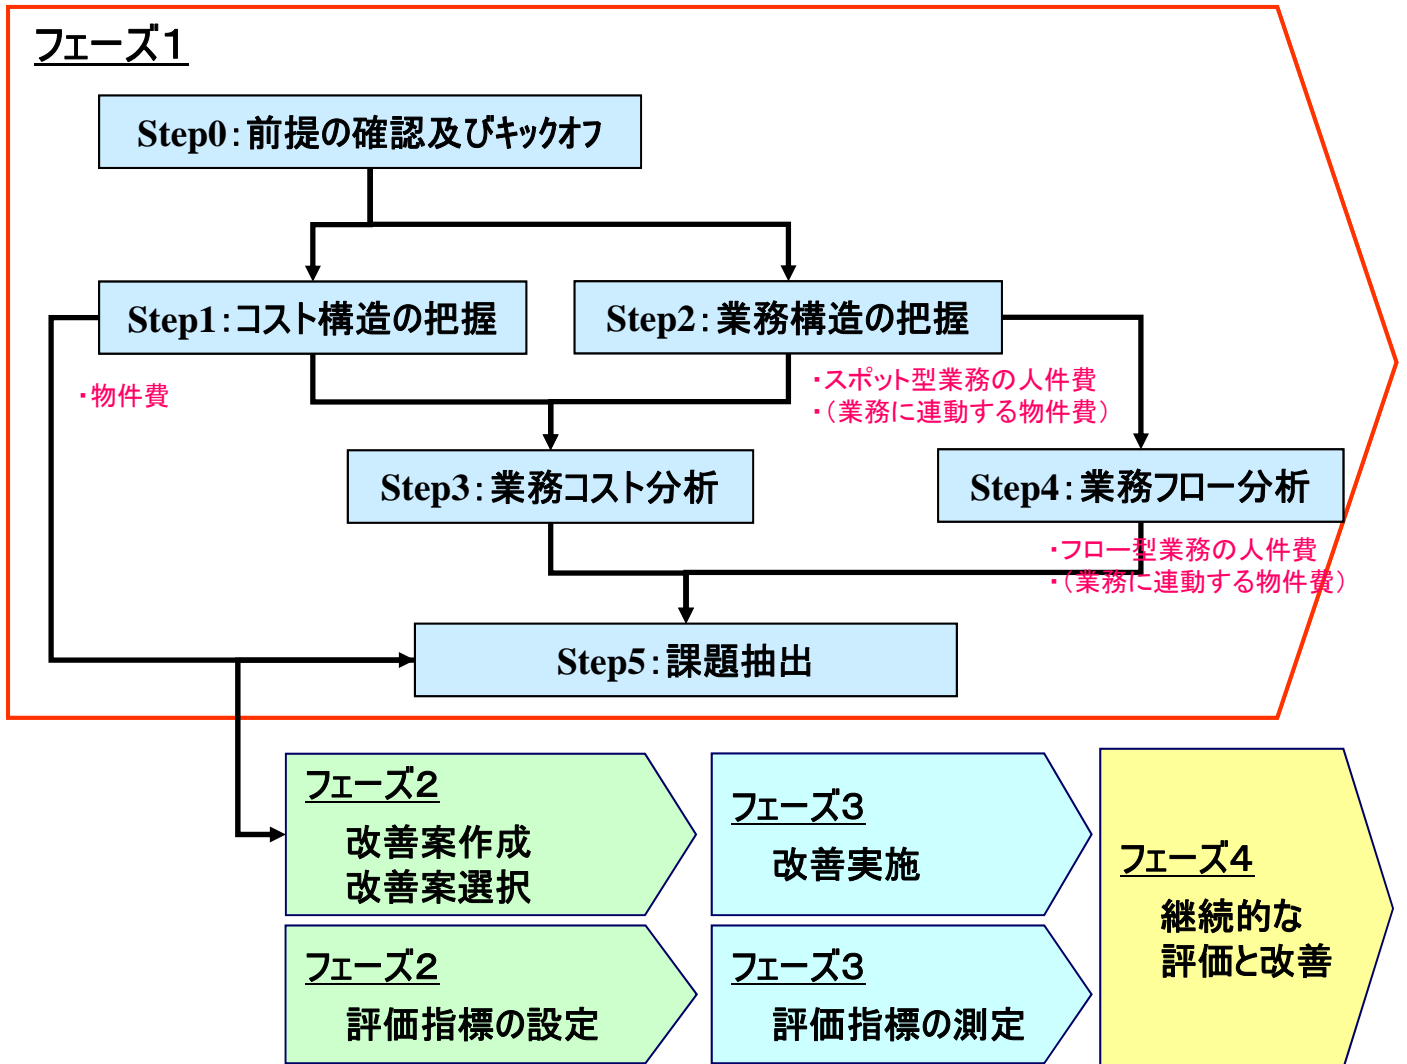 フェーズ1
Step0：前提の確認及びキックオフ
Step1：コスト構造の把握
Step2：業務構造の把握
・物件費
・スポット型業務の人件費
・（業務に連動する物件費）
Step3：業務コスト分析
Step4：業務フロー分析
・フロー型業務の人件費
・（業務に連動する物件費）
Step5：課題抽出
フェーズ2
改善案作成
改善案選択
フェーズ3
改善実施
フェーズ4
継続的な
評価と改善
フェーズ2
評価指標の設定
フェーズ3
評価指標の測定